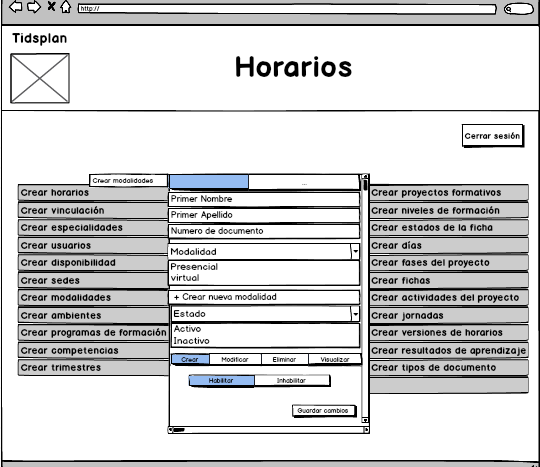 http://
Tidsplan
Horarios
Cerrar sesión
Crear modalidades
...
Crear horarios
Crear vinculación
Crear especialidades
Crear usuarios
Crear disponibilidad
Crear sedes
Crear modalidades
Crear ambientes
Crear programas de formación
Crear competencias
Crear trimestres
Primer Nombre
Primer Apellido
Numero de documento
Modalidad
Presencial
virtual
+ Crear nueva modalidad
Estado
Activo
Inactivo
Crear Modificar Eliminar Visualizar
Habilitar Inhabilitar
Guardar cambios
Crear proyectos formativos
Crear niveles de formación
Crear estados de la ficha
Crear días
Crear fases del proyecto
Crear fichas
Crear actividades del proyecto
Crear jornadas
Crear versiones de horarios
Crear resultados de aprendizaje
Crear tipos de documento